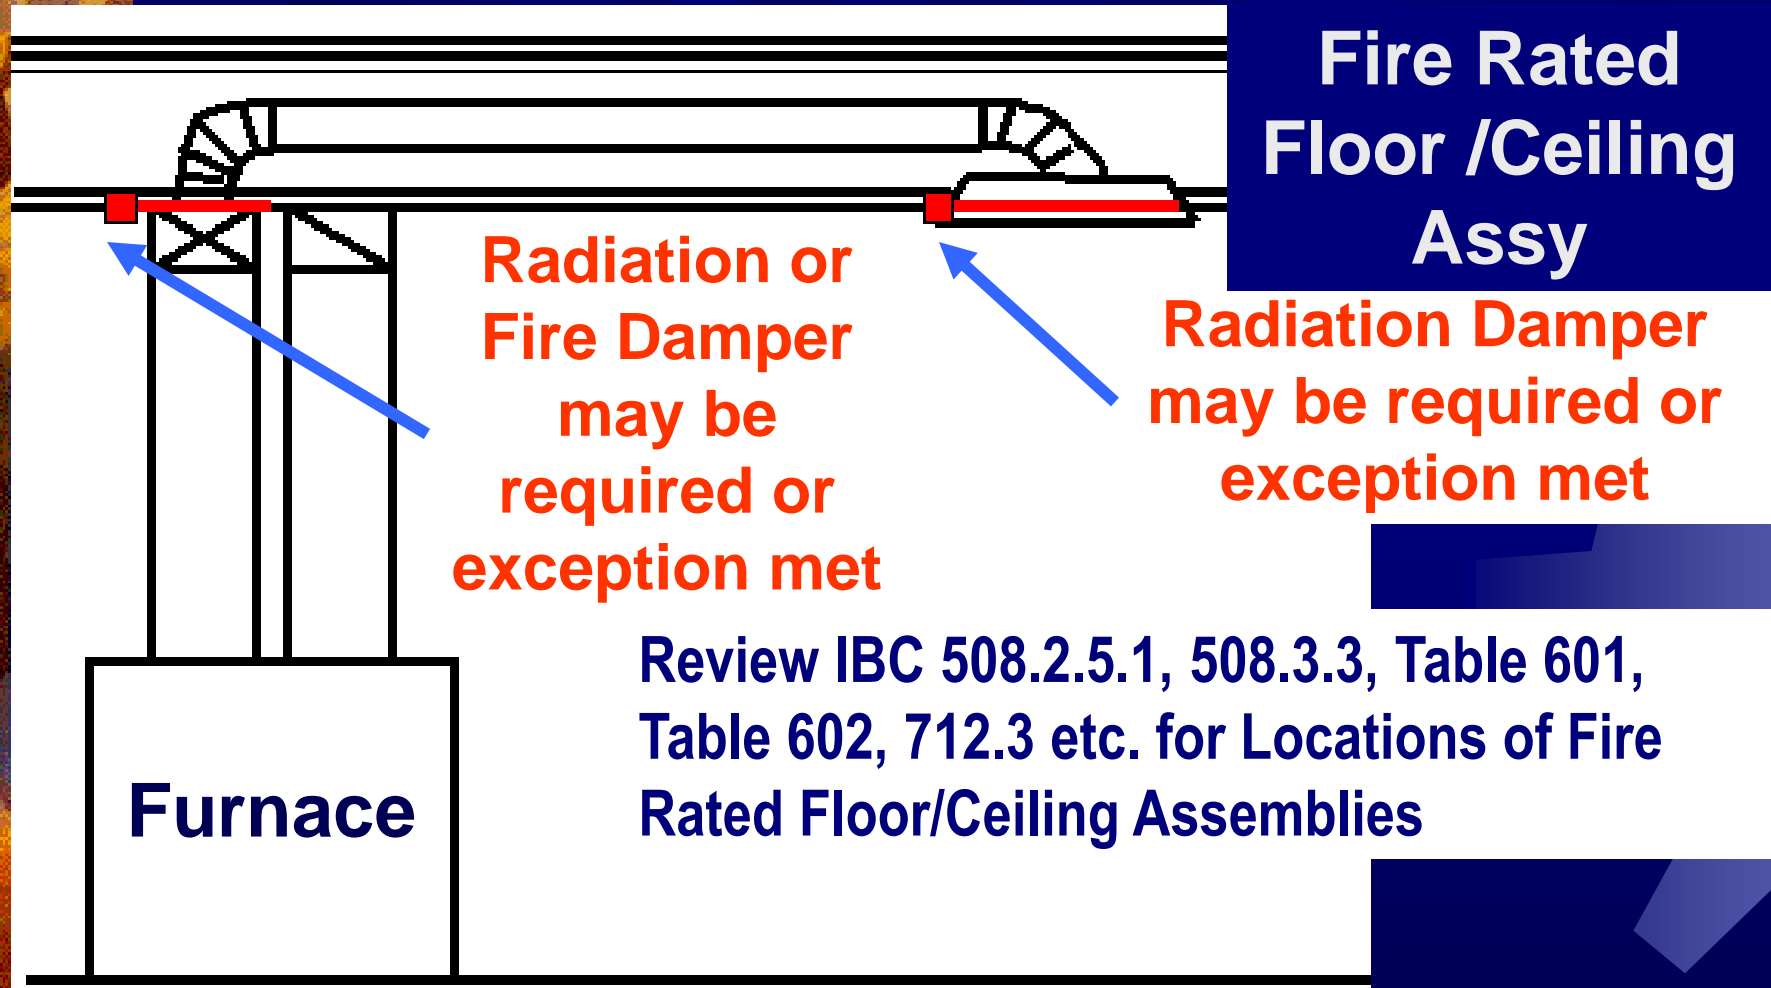 Fire Rated
Floor /Ceiling
Assy
Radiation or
Fire Damper
may be
required or
exception met
Radiation Damper
may be required or
exception met
Review IBC 508.2.5.1, 508.3.3, Table 601,
Table 602, 712.3 etc. for Locations of Fire
Rated Floor/Ceiling Assemblies
Furnace